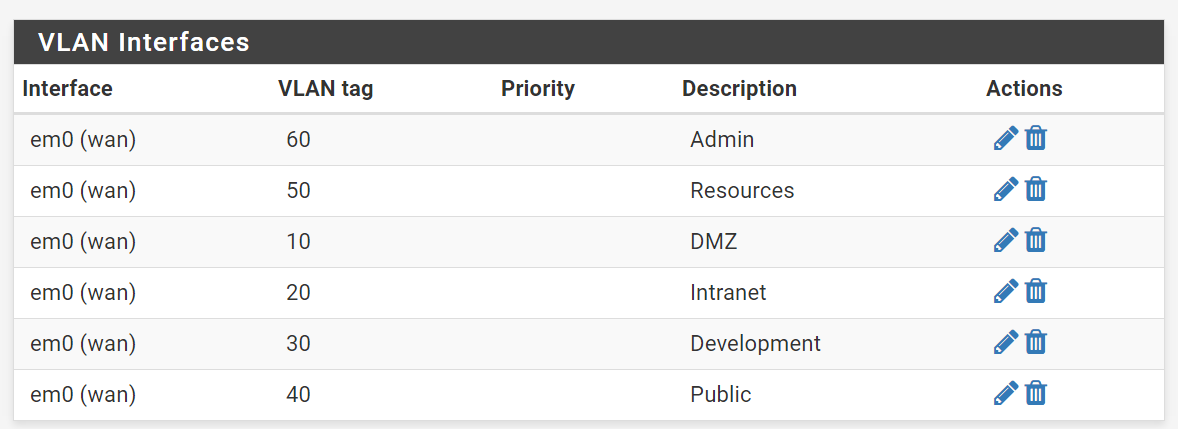 VLAN Interfaces
Interface VLAN tag Priority Description Actions
em0 (wan) 60 Admin
em0 (wan) 50 Resources
em0 (wan) 10 DMZ
em0 (wan) 20 Intranet
em0 (wan) 30 Development
em0 (wan) 40 Public